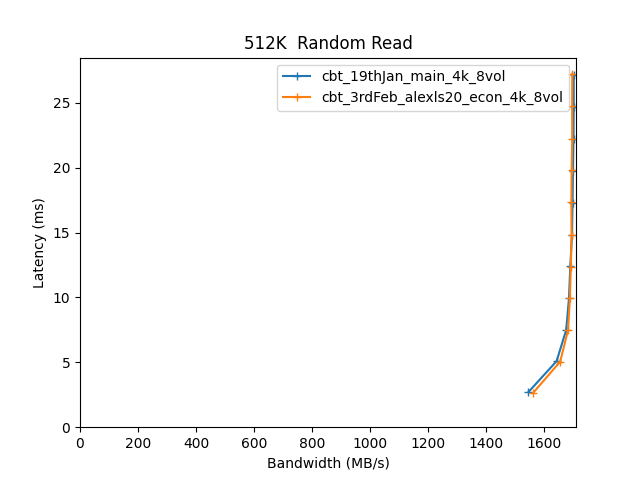 512K  Random Read
cbt_19thJan_main_4k_8vol
cbt_3rdFeb_alexls20_econ_4k_8vol
25
20
15
10
5
0
Latency (ms)
0 200 400 600 800 1000 1200 1400 1600
Bandwidth (MB/s)